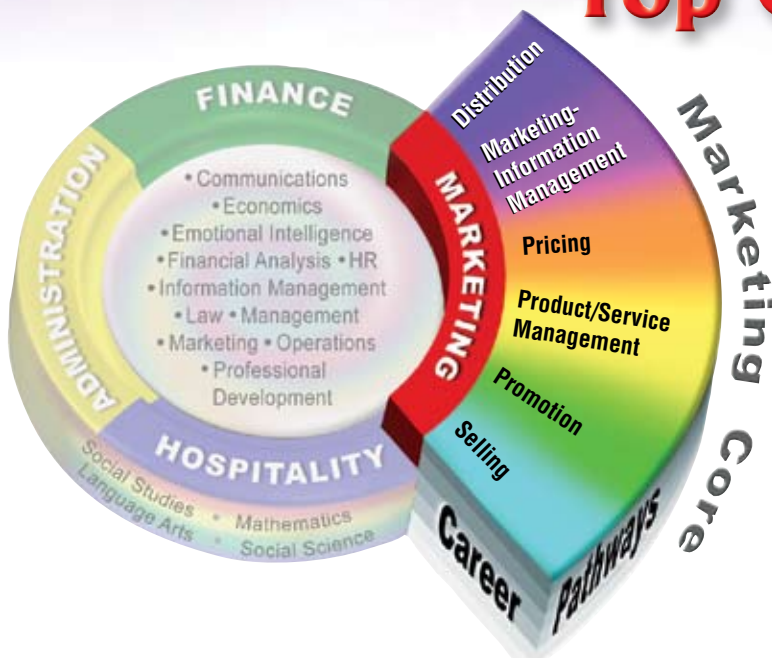 Top
FINANCE
ADMINISTRATION
MARKETING
HOSPITALITY
• Communications
• Economics
• Emotional Intelligence
• Financial Analysis • HR
• Information Management
• Law • Management
• Marketing • Operations
• Professional
Development
Social Studies • Mathematics
Language Arts • Social Science
Distribution
Marketing-
Information
Management
Pricing
Product/Service
Management
Promotion
Selling
Career Pathways
Marketing Core